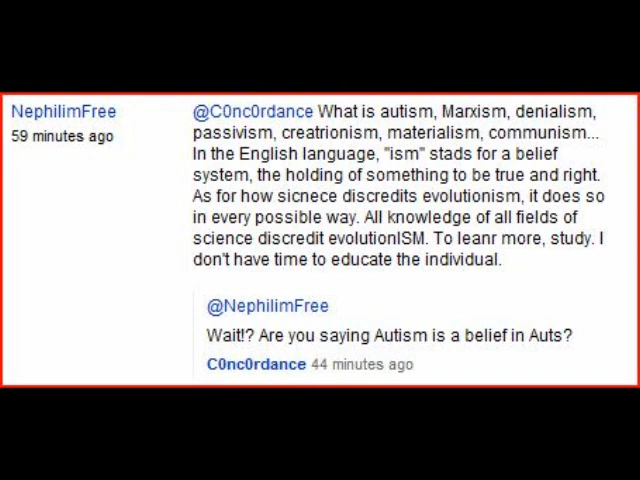 NephilimFree
59 minutes ago
@C0nc0rdance What is autism, Marxism, denialism,
passivism, creatrionism, materialism, communism...
In the English language, "ism" stads for a belief
system, the holding of something to be true and right.
As for how sicnece discredits evolutionism, it does so
in every possible way. All knowledge of all fields of
science discredit evolutionISM. To leanr more, study. I
don't have time to educate the individual.
@NephilimFree
Wait!? Are you saying Autism is a belief in Auts?
C0nc0rdance 44 minutes ago